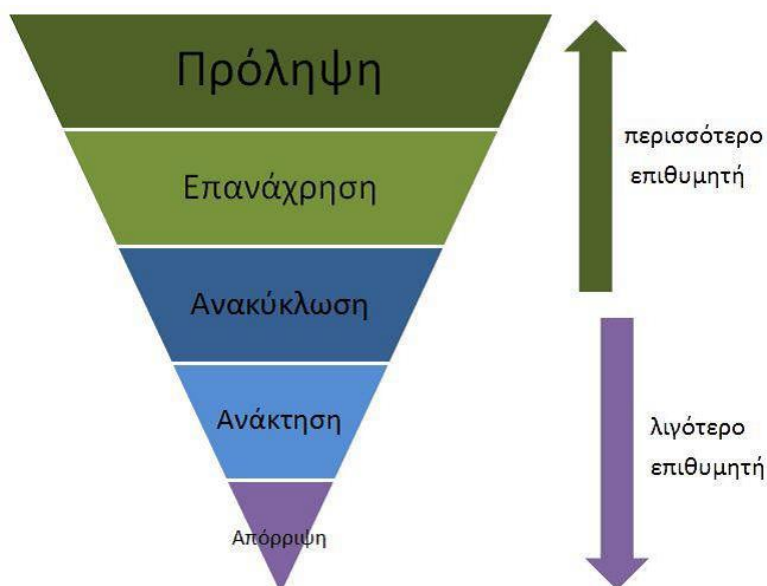 Πρόληψη
Επανάχρηση
Ανακύκλωση
Ανάκτηση
Απόρριψη
περισσότερο
επιθυμητή
λιγότερο
επιθυμητή